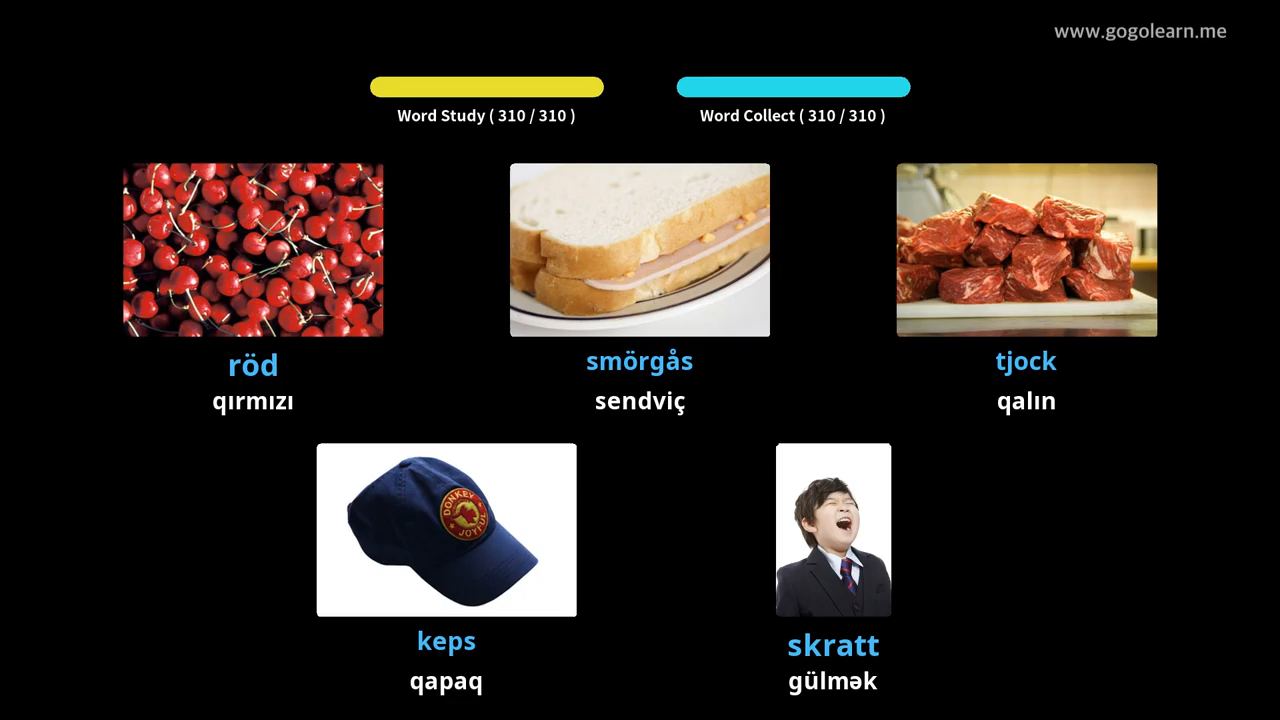 www.gogolearn.me
Word Study ( 310 / 310 )
Word Collect ( 310 / 310 )
röd
qırmızı
smörgås
sendviç
tjock
qalın
DONKEY
JOYFUL
keps
qapaq
skratt
gülmək